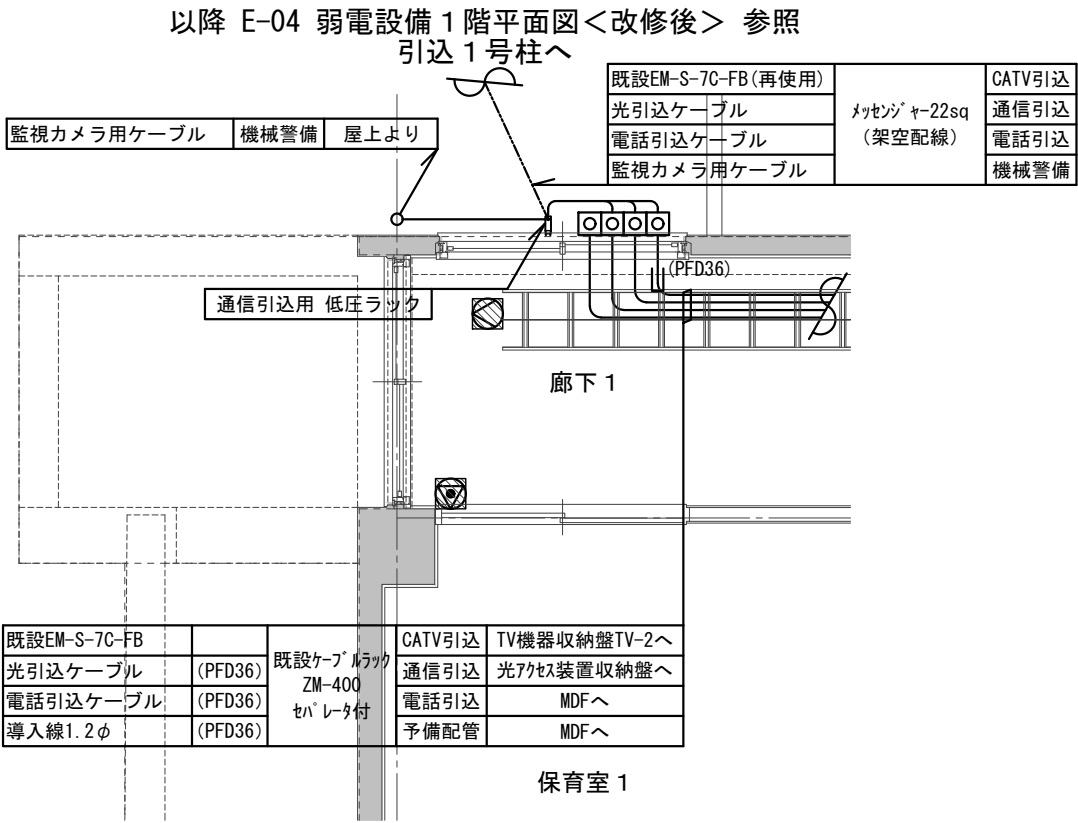 以降 E-04 弱電設備1階平面図<改修後> 参照
引込1号柱へ
既設EM-S-7C-FB(再使用)
光引込ケーブル
電話引込ケーブル
監視カメラ用ケーブル
メッセンジャー22sq
(架空配線)
CATV引込
通信引込
電話引込
機械警備
監視カメラ用ケーブル 機械警備 屋上より
(PFD36)
通信引込用 低圧ラック
廊下1
既設EM-S-7C-FB
光引込ケーブル (PFD36)
電話引込ケーブル (PFD36)
導入線1.2φ (PFD36)
既設ケーブルラック
ZM-400
セパレータ付
CATV引込 TV機器収納盤TV-2へ
通信引込 光アクセス装置収納盤へ
電話引込 MDFへ
予備配管 MDFへ
保育室1